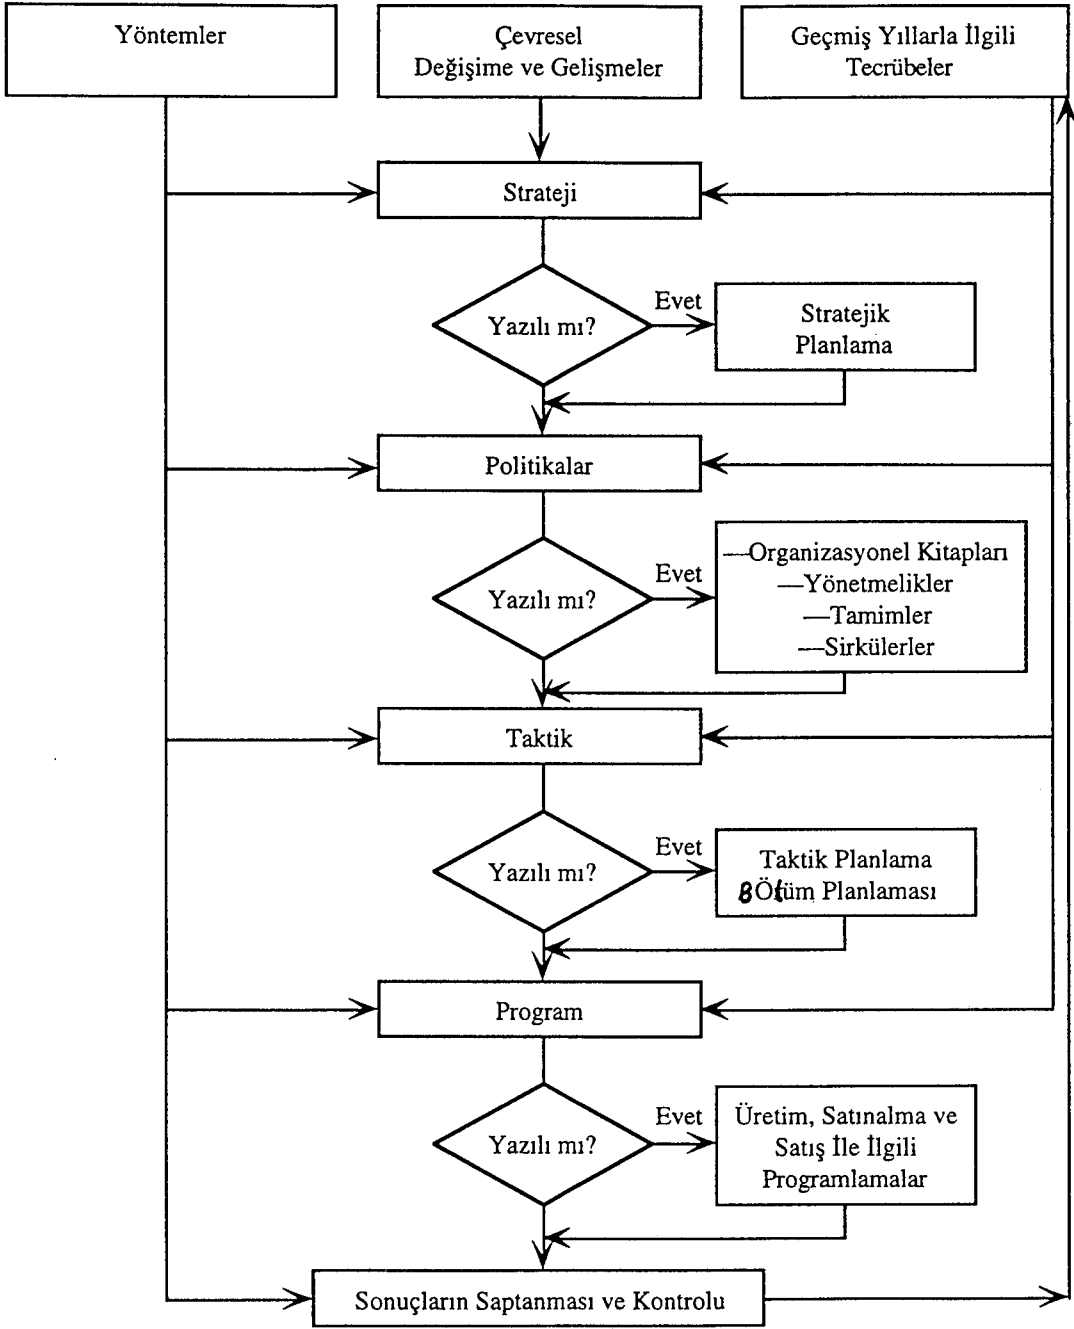 Yöntemler
Çevresel
Değişime ve Gelişmeler
Geçmiş Yıllarla İlgili
Tecrübeler
Strateji
Yazılı mı?
Evet
Stratejik
Planlama
Politikalar
Yazılı mı?
Evet
—Organizasyonel Kitapları
—Yönetmelikler
—Tamimler
—Sirkülerler
Taktik
Yazılı mı?
Evet
Taktik Planlama
Bölüm Planlaması
Program
Yazılı mı?
Evet
Üretim, Satınalma ve
Satış İle İlgili
Programlamalar
Sonuçların Saptanması ve Kontrolu